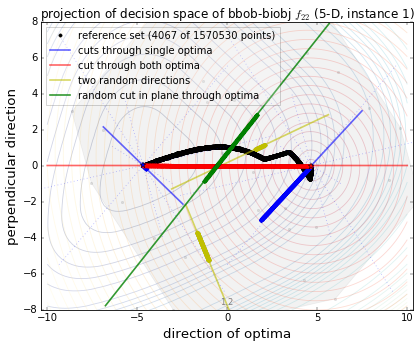 projection of decision space of bbob-biobj f₂₂ (5-D, instance 1)
reference set (4067 of 1570530 points)
cuts through single optima
cut through both optima
two random directions
random cut in plane through optima
perpendicular direction
8
6
4
2
0
−2
−4
−6
−8
1,2
−10
−5
0
5
10
direction of optima